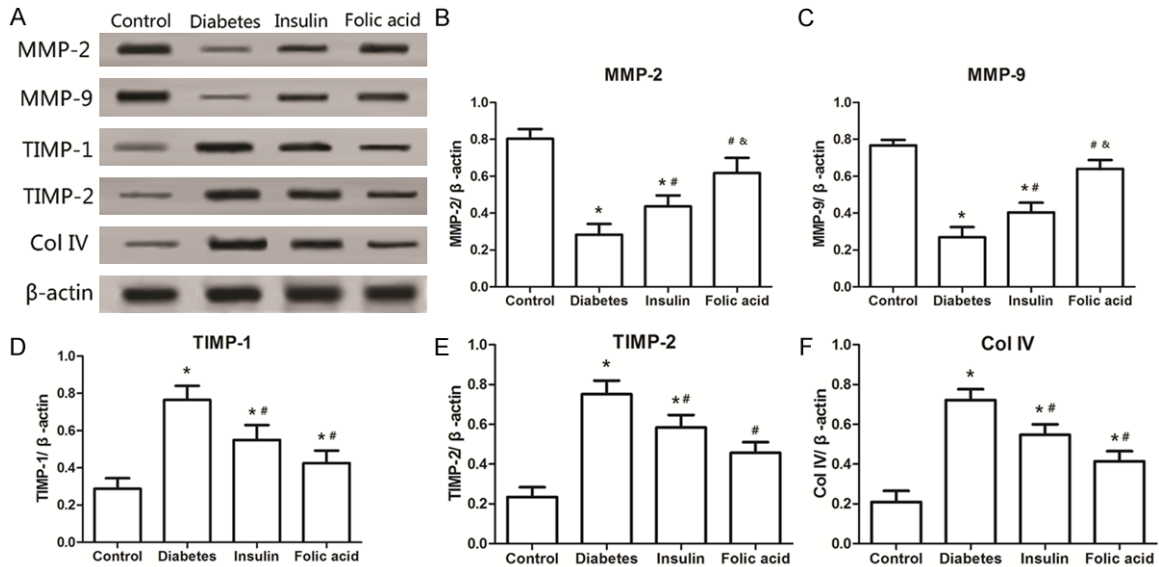 A
Control Diabetes Insulin Folic acid
MMP-2
MMP-9
TIMP-1
TIMP-2
Col IV
β-actin
B
MMP-2
MMP-2/ β -actin
1.0
0.8
0.6
0.4
0.2
0.0
*
* #
# &
Control Diabetes Insulin Folic acid
C
MMP-9
MMP-9/ β -actin
1.0
0.8
0.6
0.4
0.2
0.0
*
* #
# &
Control Diabetes Insulin Folic acid
D
TIMP-1
TIMP-1/ β -actin
1.0
0.8
0.6
0.4
0.2
0.0
*
* #
* #
Control Diabetes Insulin Folic acid
E
TIMP-2
TIMP-2/ β -actin
1.0
0.8
0.6
0.4
0.2
0.0
*
* #
#
Control Diabetes Insulin Folic acid
F
Col IV
Col IV/ β -actin
1.0
0.8
0.6
0.4
0.2
0.0
*
* #
* #
Control Diabetes Insulin Folic acid